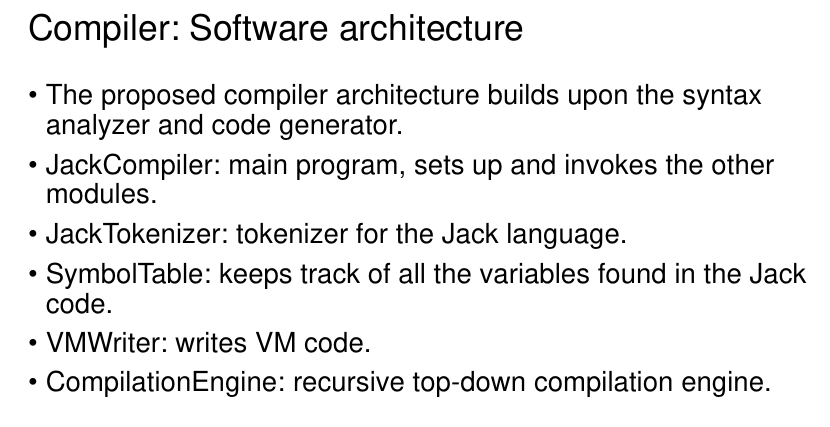 Compiler: Software architecture
• The proposed compiler architecture builds upon the syntax
analyzer and code generator.
• JackCompiler: main program, sets up and invokes the other
modules.
• JackTokenizer: tokenizer for the Jack language.
• SymbolTable: keeps track of all the variables found in the Jack
code.
• VMWriter: writes VM code.
• CompilationEngine: recursive top-down compilation engine.